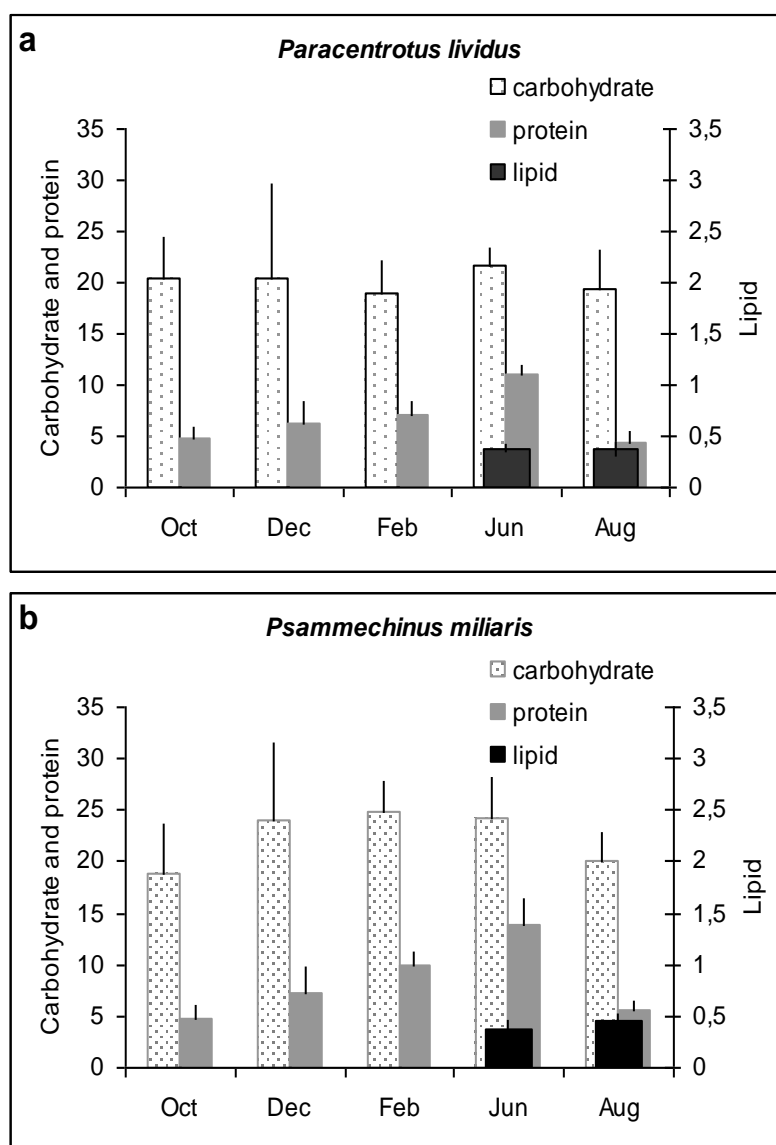 a
Paracentrotus lividus
carbohydrate
protein
lipid
Carbohydrate and protein
35
30
25
20
15
10
5
0
3,5
3
2,5
2
1,5
1
0,5
0
Lipid
Oct Dec Feb Jun Aug
b
Psammechinus miliaris
carbohydrate
protein
lipid
Carbohydrate and protein
35
30
25
20
15
10
5
0
3,5
3
2,5
2
1,5
1
0,5
0
Lipid
Oct Dec Feb Jun Aug